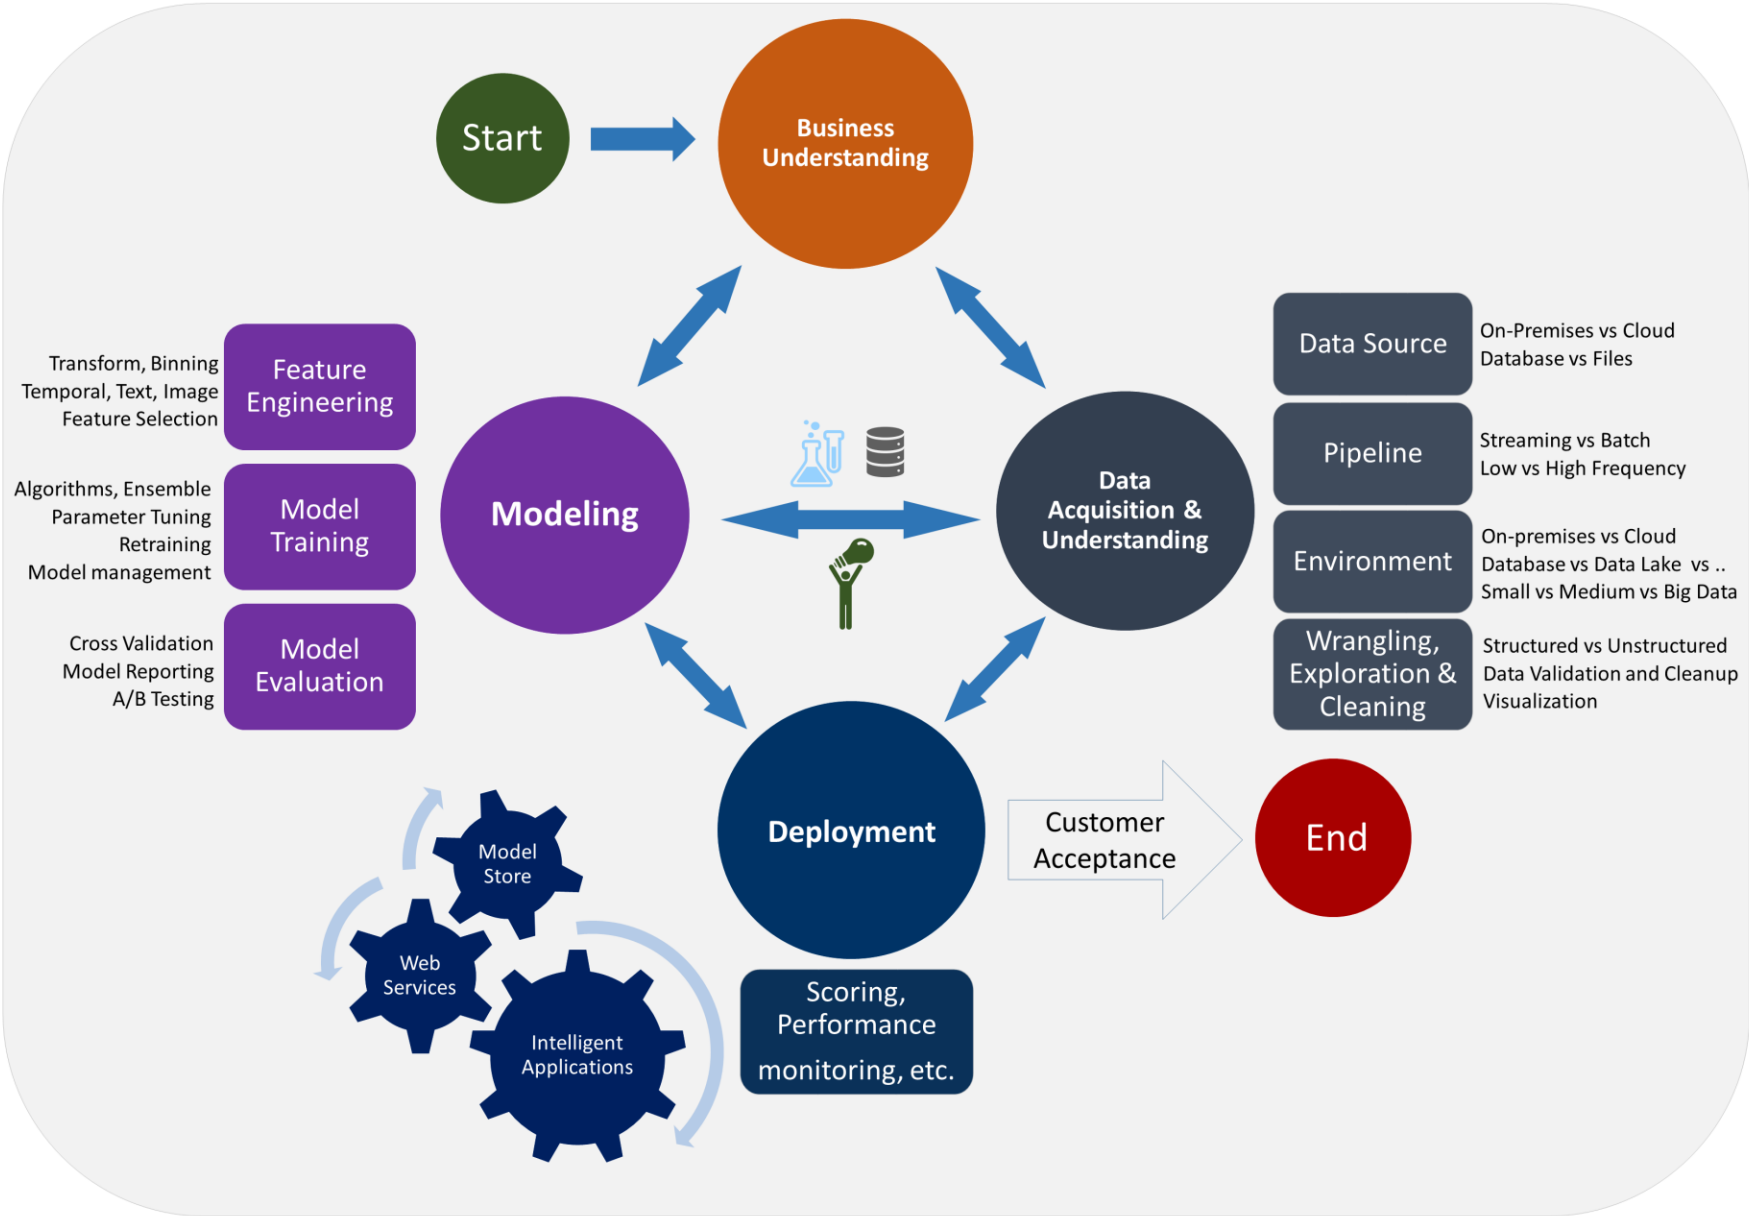 Start
Business
Understanding
Transform, Binning
Temporal, Text, Image
Feature Selection
Feature
Engineering
Algorithms, Ensemble
Parameter Tuning
Retraining
Model management
Model
Training
Cross Validation
Model Reporting
A/B Testing
Model
Evaluation
Modeling
Data
Acquisition &
Understanding
Data Source
On-Premises vs Cloud
Database vs Files
Pipeline
Streaming vs Batch
Low vs High Frequency
Environment
On-premises vs Cloud
Database vs Data Lake  vs ..
Small vs Medium vs Big Data
Wrangling,
Exploration &
Cleaning
Structured vs Unstructured
Data Validation and Cleanup
Visualization
Deployment
Customer
Acceptance
End
Model
Store
Web
Services
Intelligent
Applications
Scoring,
Performance
monitoring, etc.